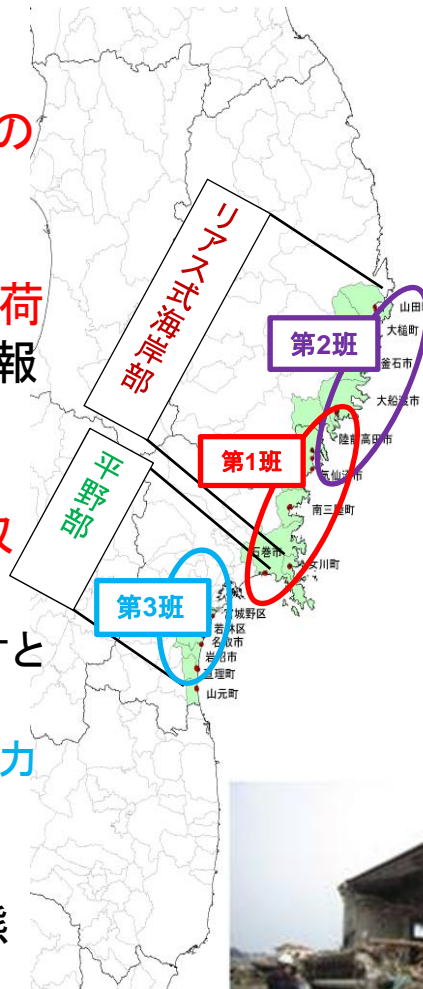 の
荷
報
ス
と
カ
リアス式海岸部
平野部
第2班
第1班
第3班
山田
大槌町
釜石市
大船渡市
陸前高田市
気仙沼市
南三陸町
石巻市
女川町
宮城野区
若林区
名取市
岩沼市
亘理町
山元町